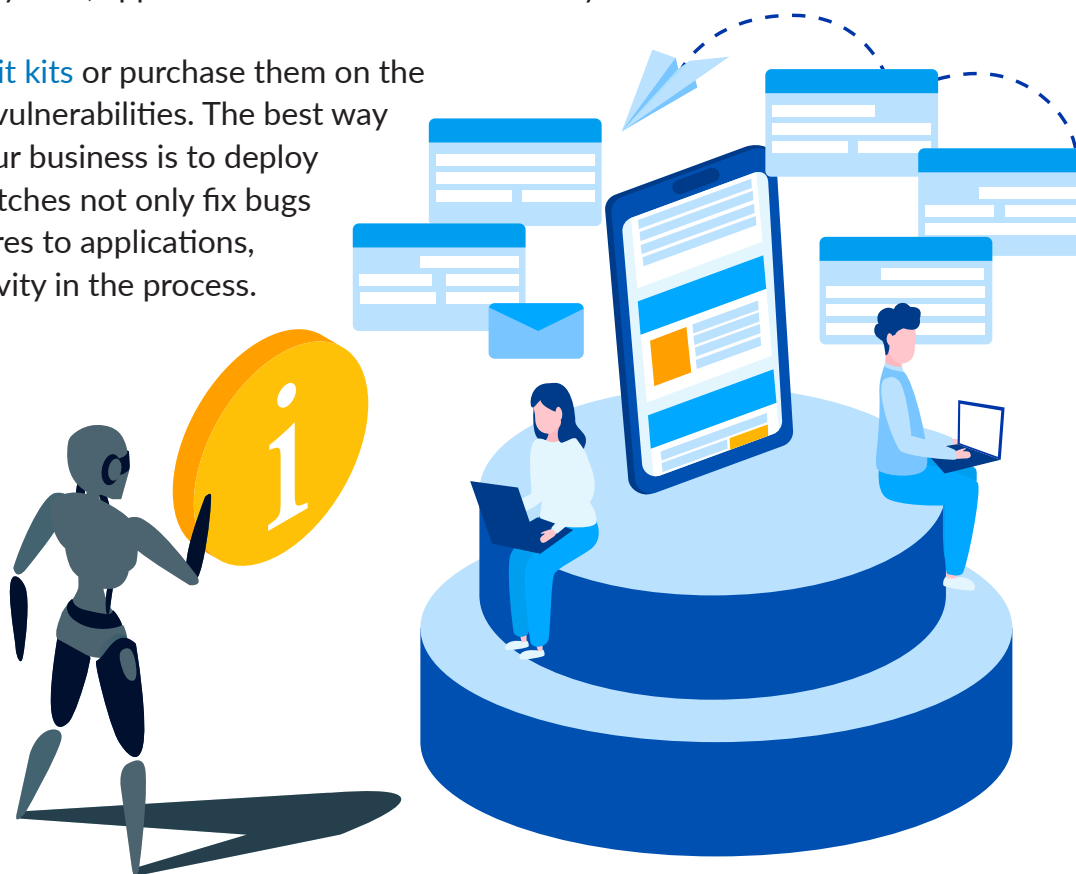 it kits or purchase them on the
vulnerabilities. The best way
ur business is to deploy
tches not only fix bugs
res to applications,
vity in the process.
i